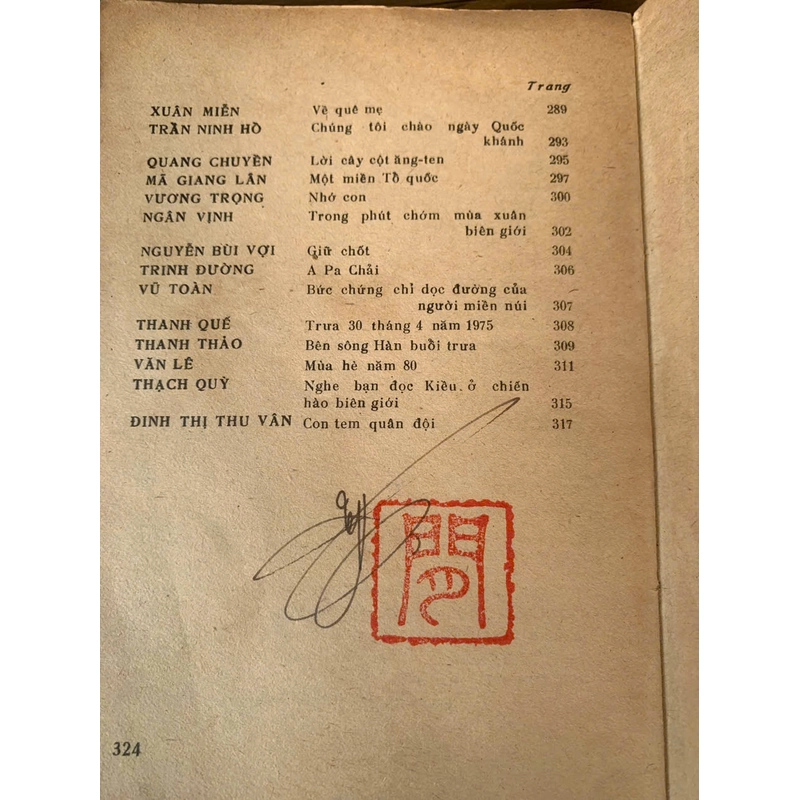 Trang
XUÂN MIỄN Về quê mẹ 289
TRẦN NINH HỒ Chúng tôi chào ngày Quốc
khánh 293
QUANG CHUYỀN Lời cây cột ăng-ten 295
MÃ GIANG LÂN Một miền Tổ quốc 297
VƯƠNG TRỌNG Nhớ con 300
NGÂN VỊNH Trong phút chớm mùa xuân
biên giới 302
NGUYỄN BÙI VỢI Giữ chốt 304
TRINH ĐƯỜNG A Pa Chải 306
VŨ TOÀN Bức chứng chỉ dọc đường của
người miền núi 307
THANH QUẾ Trưa 30 tháng 4 năm 1975 308
THANH THẢO Bên sông Hàn buổi trưa 309
VĂN LÊ Mùa hè năm 80 311
THẠCH QUỲ Nghe bạn đọc Kiều ở chiến
hào biên giới 315
ĐINH THỊ THU VÂN Con tem quân đội 317
324